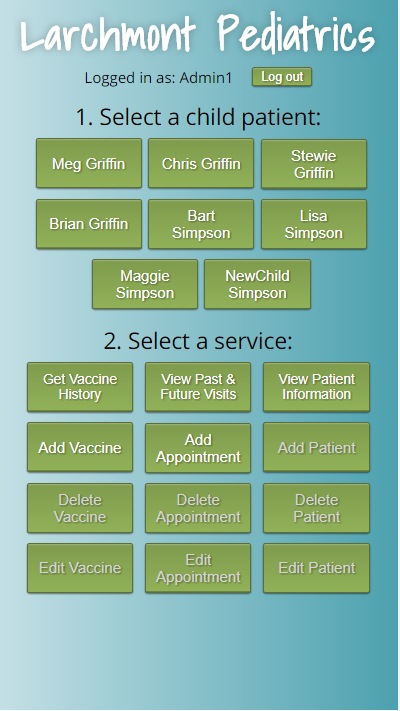 Larchmont Pediatrics
Logged in as: Admin1 Log out
1. Select a child patient:
Meg Griffin
Chris Griffin
Stewie
Griffin
Brian Griffin
Bart
Simpson
Lisa
Simpson
Maggie
Simpson
NewChild
Simpson
2. Select a service:
Get Vaccine
History
View Past &
Future Visits
View Patient
Information
Add Vaccine
Add
Appointment
Add Patient
Delete
Vaccine
Delete
Appointment
Delete
Patient
Edit Vaccine
Edit
Appointment
Edit Patient